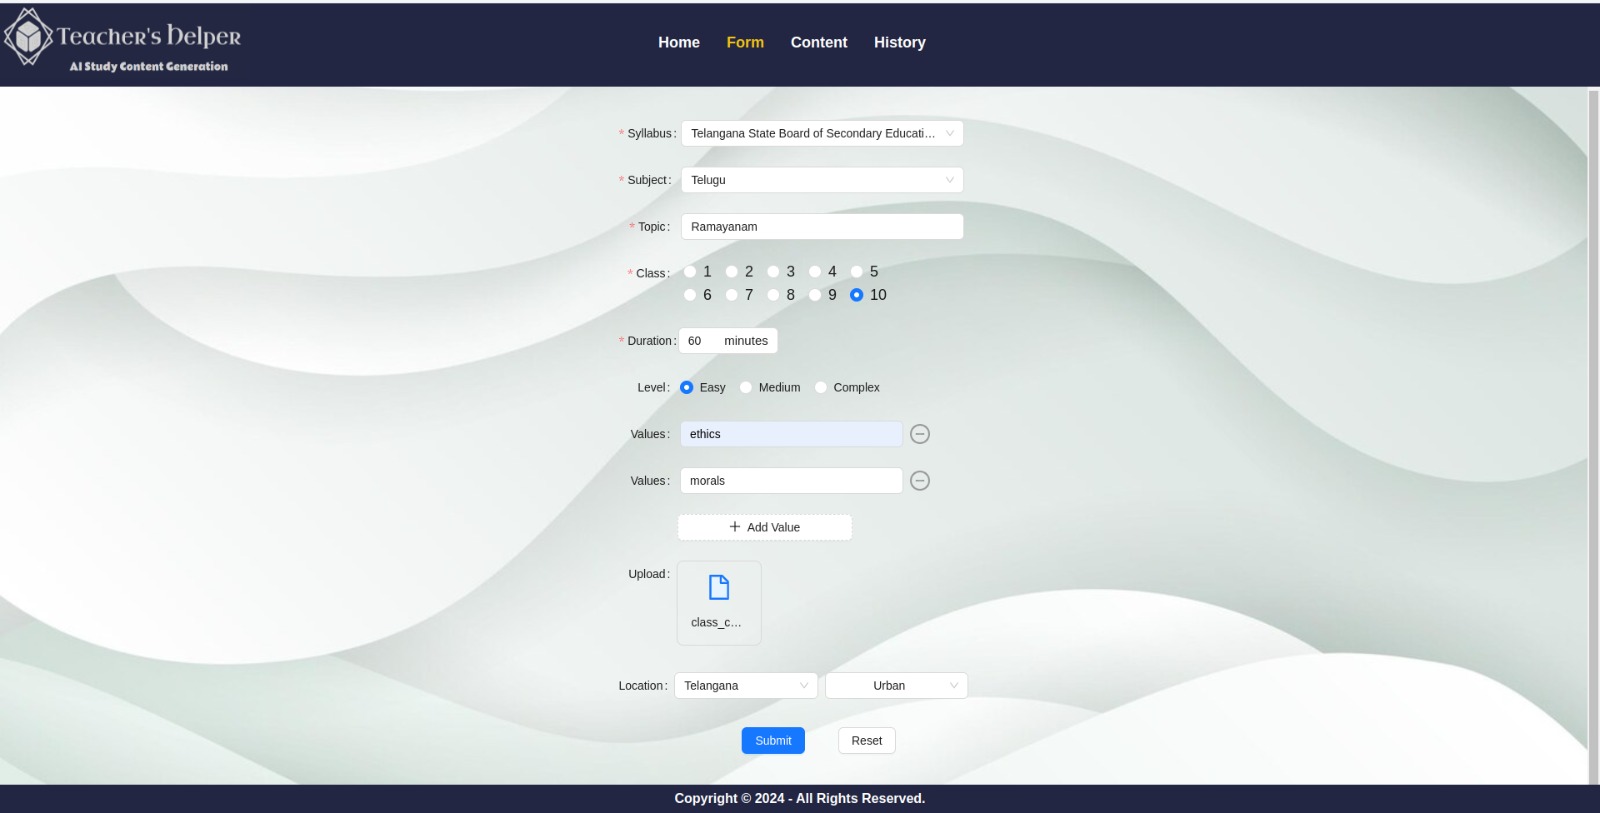 Teacher's Helper
AI Study Content Generation
Home Form Content History
* Syllabus : Telangana State Board of Secondary Educati...
* Subject : Telugu
* Topic : Ramayanam
* Class : 1 2 3 4 5
6 7 8 9 10
* Duration : 60 minutes
Level : Easy Medium Complex
Values : ethics
Values : morals
+ Add Value
Upload :
class_c...
Location : Telangana Urban
Submit Reset
Copyright © 2024 - All Rights Reserved.